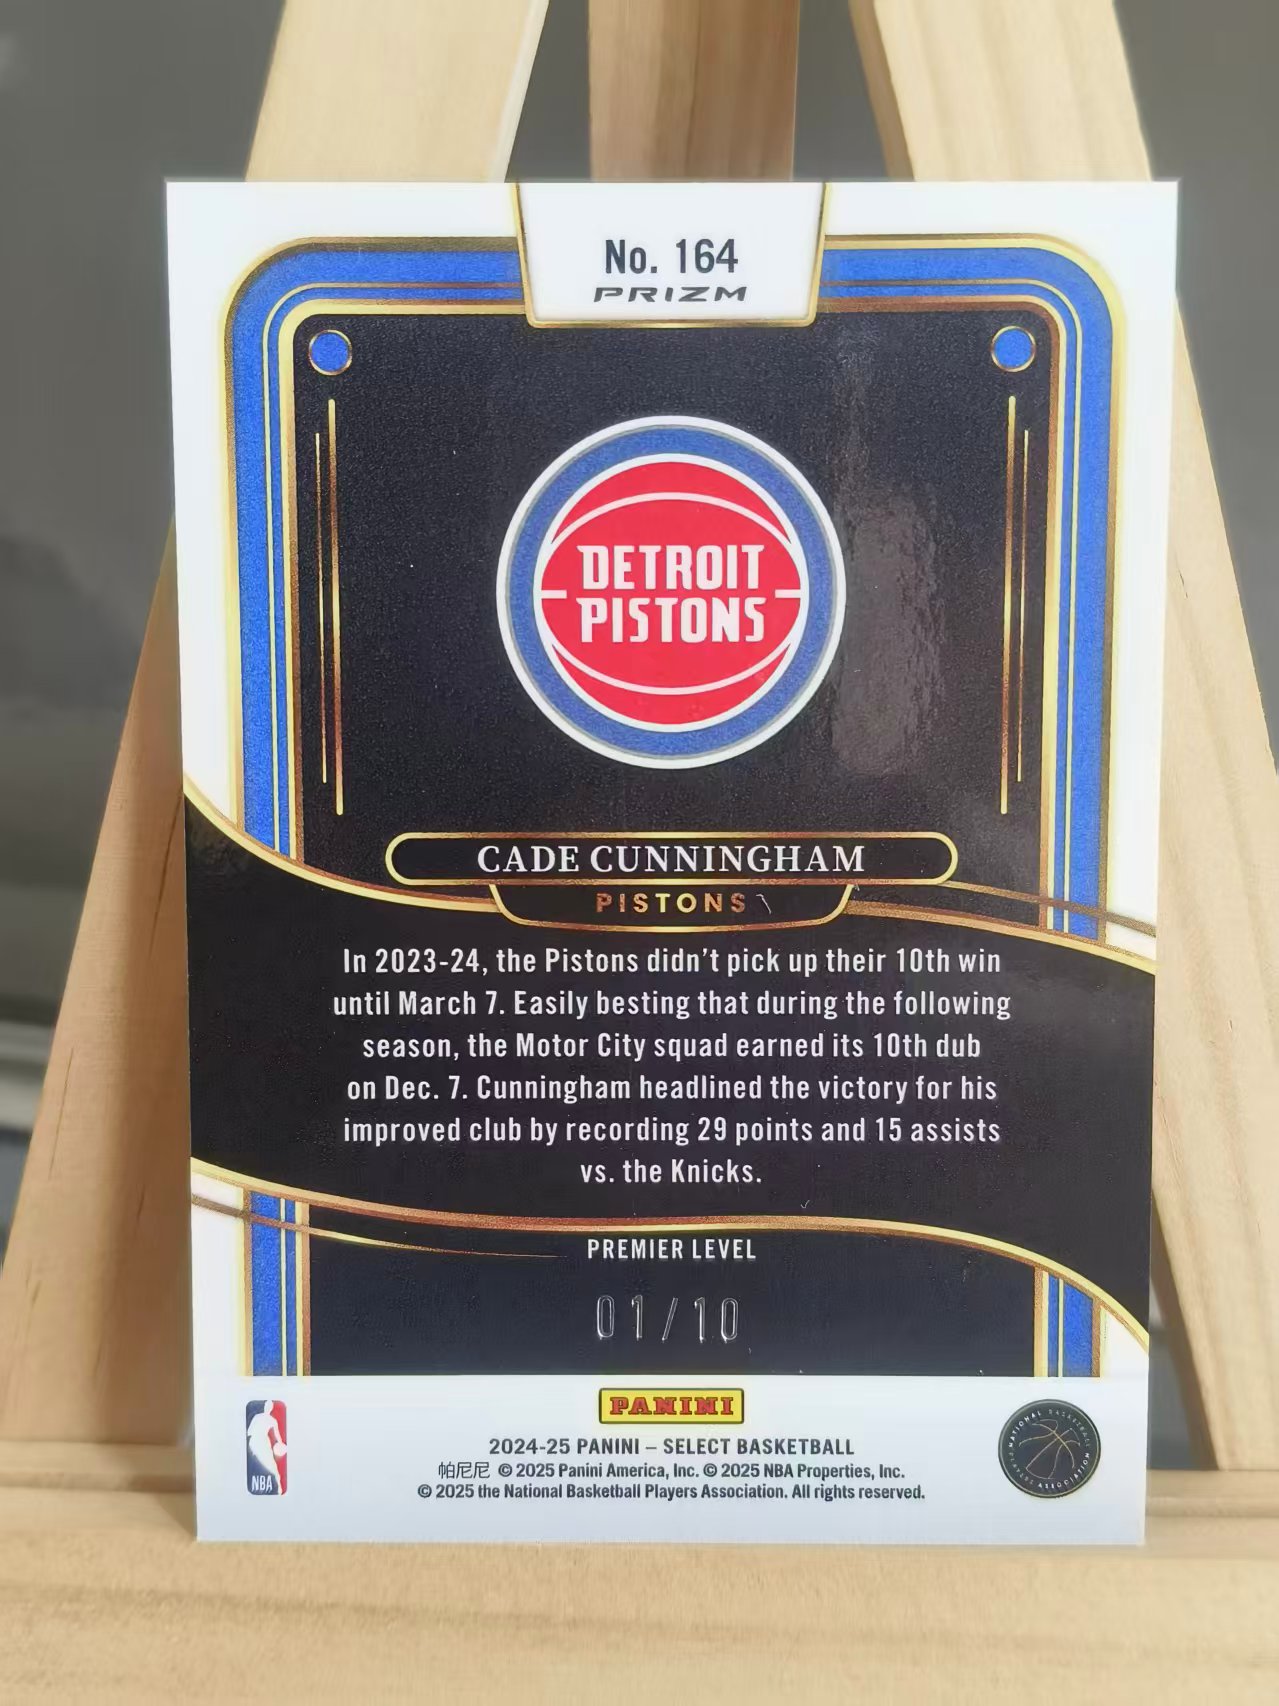 No. 164
PRIZM
DETROIT
PISTONS
CADE CUNNINGHAM
PISTONS
In 2023-24, the Pistons didn't pick up their 10th win
until March 7. Easily besting that during the following
season, the Motor City squad earned its 10th dub
on Dec. 7. Cunningham headlined the victory for his
improved club by recording 29 points and 15 assists
vs. the Knicks.
PREMIER LEVEL
01/10
PANINI
NBA
NATIONAL BASKETBALL PLAYERS ASSOCIATION
2024-25 PANINI – SELECT BASKETBALL
帕尼尼 © 2025 Panini America, Inc. © 2025 NBA Properties, Inc.
© 2025 the National Basketball Players Association. All rights reserved.